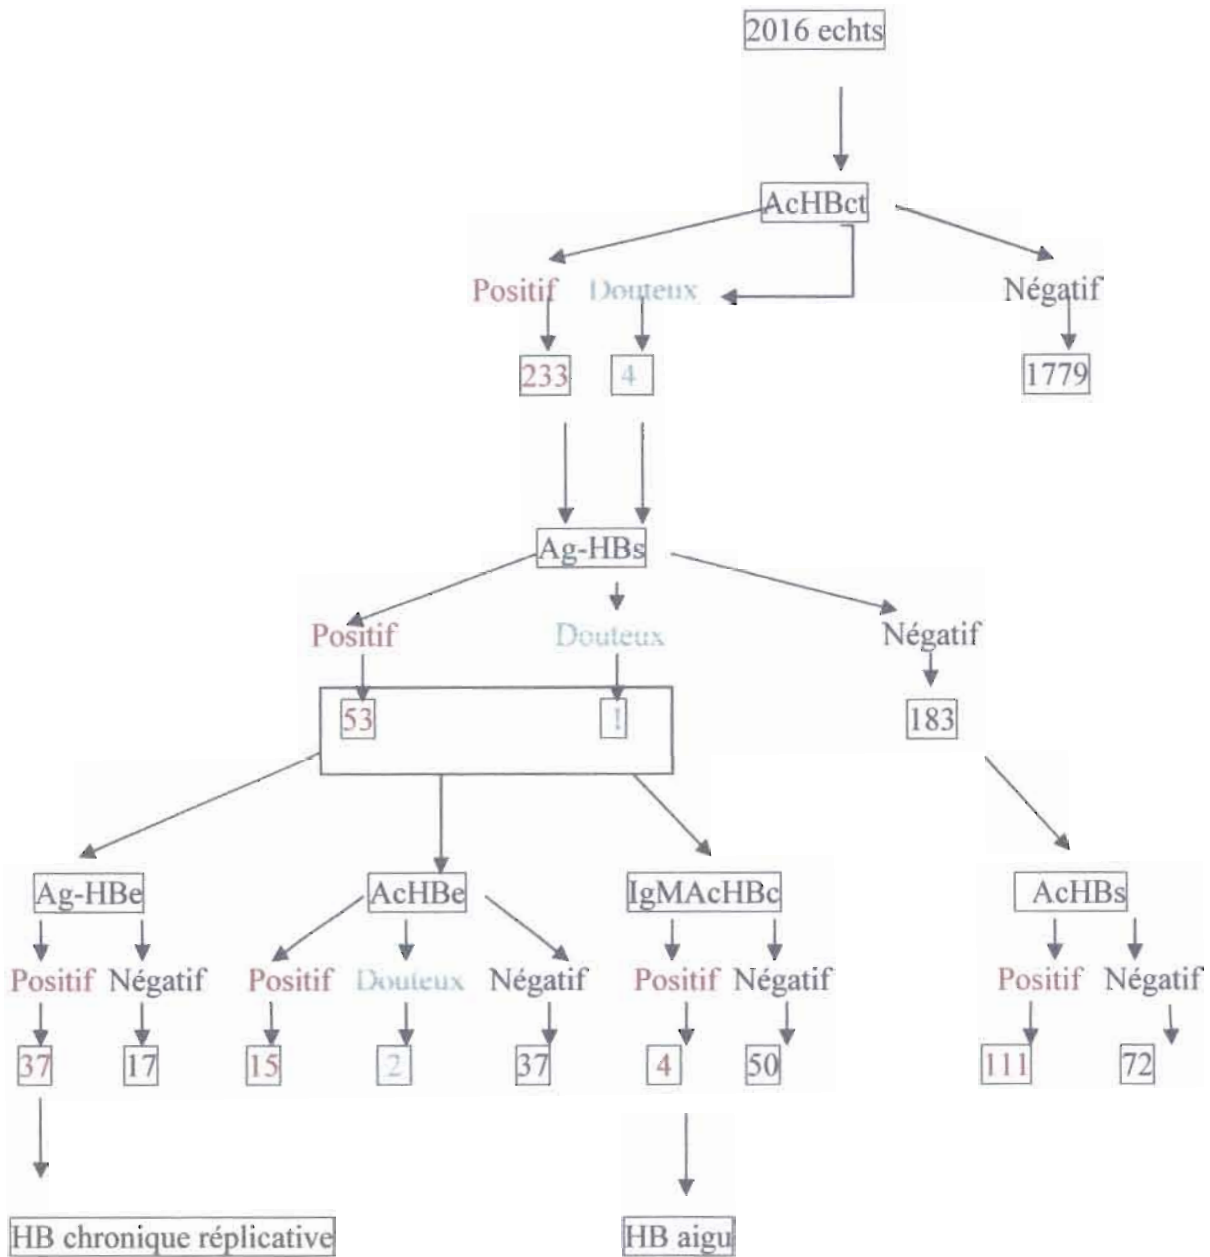 2016 echts
AcHBct
Positif Douteux Négatif
233 4 1779
Ag-HBs
Positif Douteux Négatif
53 1 183
Ag-HBe AcHBe IgMAcHBc AcHBs
Positif Négatif Positif Douteux Négatif Positif Négatif Positif Négatif
37 17 15 2 37 4 50 111 72
HB chronique réplicative HB aigu